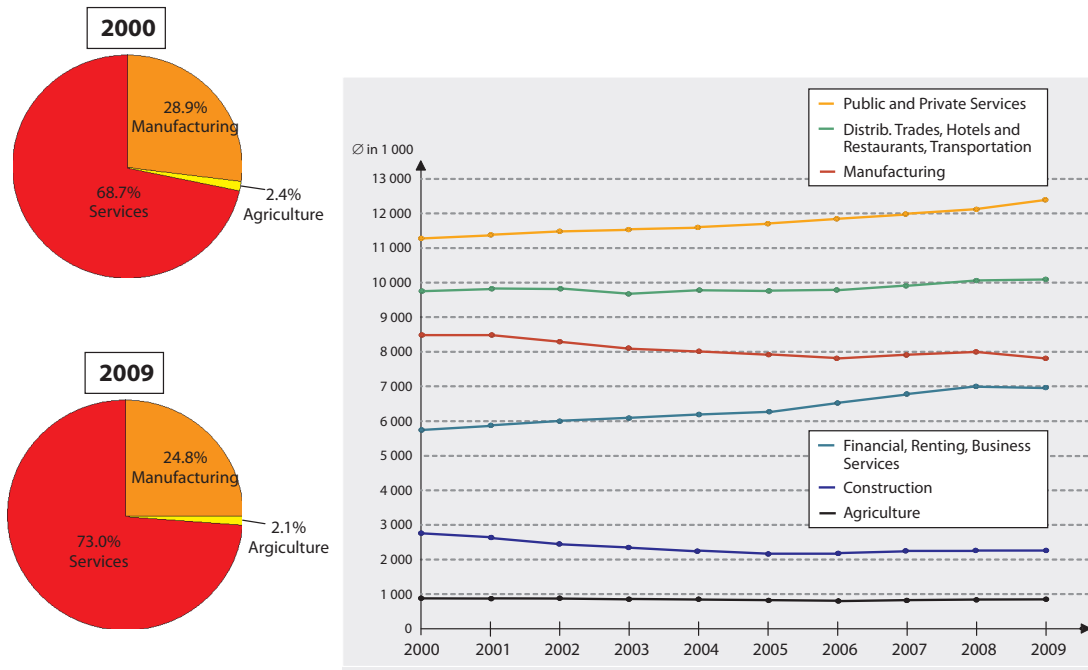 2000
28.9%
Manufacturing
68.7%
Services
2.4%
Agriculture
2009
24.8%
Manufacturing
73.0%
Services
2.1%
Argiculture
Public and Private Services
Distrib. Trades, Hotels and
Restaurants, Transportation
Manufacturing
∅ in 1 000
13 000
12 000
11 000
10 000
9 000
8 000
7 000
6 000
5 000
4 000
3 000
2 000
1 000
0
Financial, Renting, Business
Services
Construction
Agriculture
2000 2001 2002 2003 2004 2005 2006 2007 2008 2009